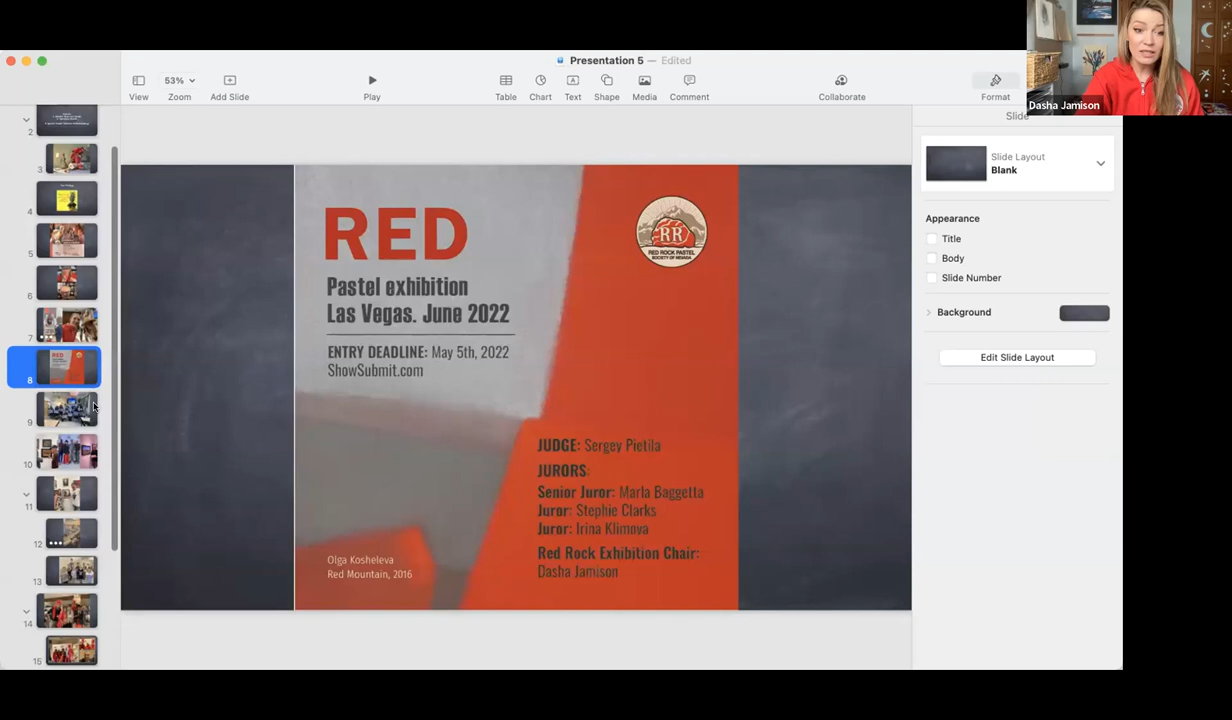 Presentation 5 — Edited
53%
View
Zoom
Add Slide
Play
Table
Chart
Text
Shape
Media
Comment
Collaborate
Format
Dasha Jamison
2
3
4
5
6
7
8
9
10
11
12
13
14
15
RED
Pastel exhibition
Las Vegas. June 2022
ENTRY DEADLINE: May 5th, 2022
ShowSubmit.com
RR
RED ROCK PASTEL
SOCIETY OF NEVADA
JUDGE: Sergey Pietila
JURORS:
Senior Juror: Marla Baggetta
Juror: Stephie Clarks
Juror: Irina Klimova
Red Rock Exhibition Chair:
Dasha Jamison
Olga Kosheleva
Red Mountain, 2016
Slide
Slide Layout
Blank
Appearance
Title
Body
Slide Number
Background
Edit Slide Layout